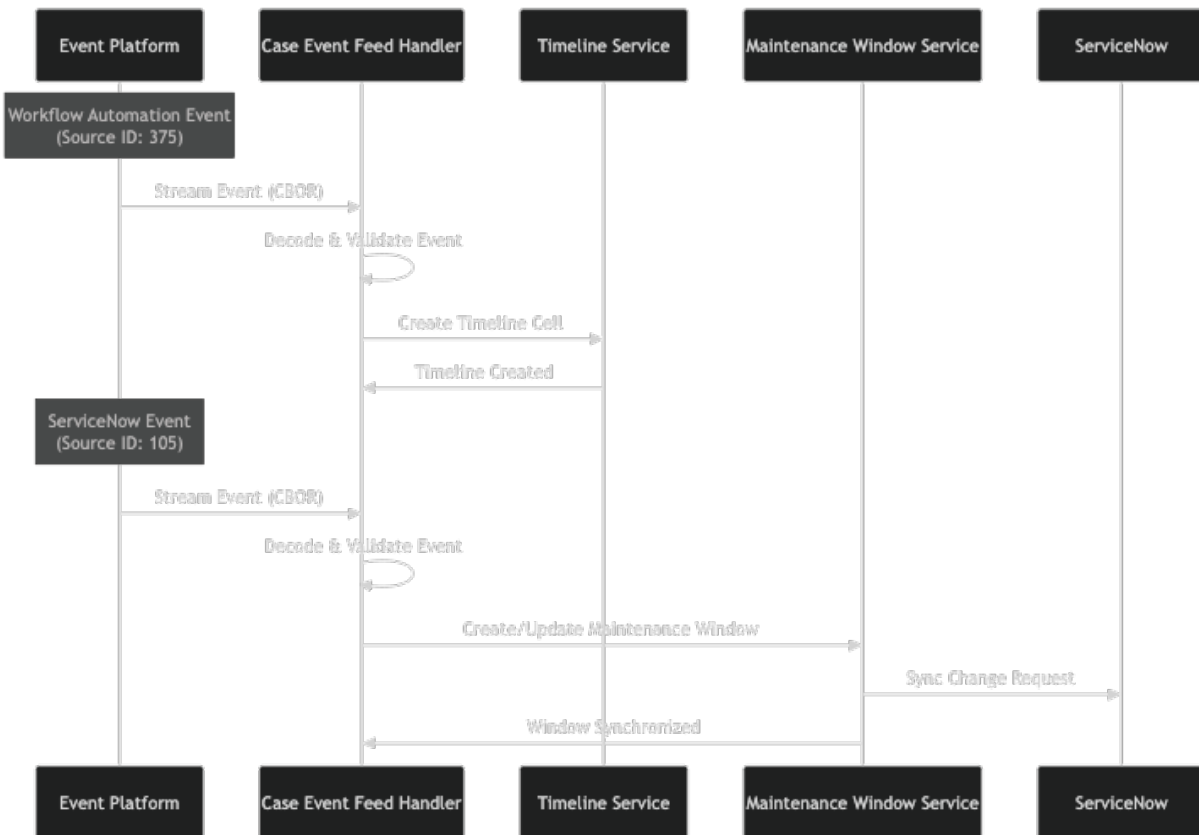 Event Platform
Case Event Feed Handler
Timeline Service
Maintenance Window Service
ServiceNow
Workflow Automation Event
(Source ID: 375)
Stream Event (CBOR)
Decode & Validate Event
Create Timeline Cell
Timeline Created
ServiceNow Event
(Source ID: 105)
Stream Event (CBOR)
Decode & Validate Event
Create/Update Maintenance Window
Sync Change Request
Window Synchronized
Event Platform
Case Event Feed Handler
Timeline Service
Maintenance Window Service
ServiceNow